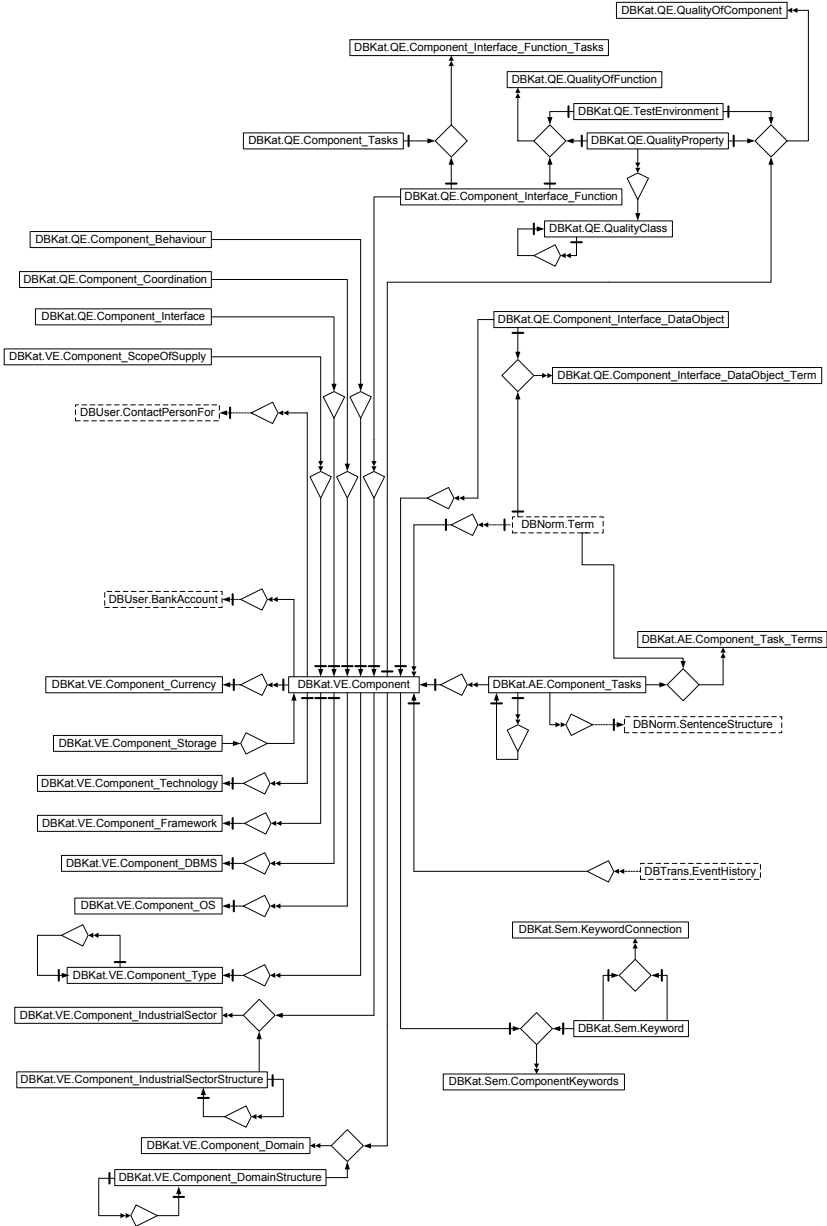 DBKat.QE.QualityOfComponent
DBKat.QE.Component_Interface_Function_Tasks
DBKat.QE.QualityOfFunction
DBKat.QE.TestEnvironment
DBKat.QE.Component_Tasks
DBKat.QE.QualityProperty
DBKat.QE.Component_Interface_Function
DBKat.QE.QualityClass
DBKat.QE.Component_Behaviour
DBKat.QE.Component_Coordination
DBKat.QE.Component_Interface
DBKat.QE.Component_Interface_DataObject
DBKat.VE.Component_ScopeOfSupply
DBKat.QE.Component_Interface_DataObject_Term
DBUser.ContactPersonFor
DBNorm.Term
DBUser.BankAccount
DBKat.AE.Component_Task_Terms
DBKat.VE.Component_Currency
DBKat.VE.Component
DBKat.AE.Component_Tasks
DBNorm.SentenceStructure
DBKat.VE.Component_Storage
DBKat.VE.Component_Technology
DBKat.VE.Component_Framework
DBKat.VE.Component_DBMS
DBTrans.EventHistory
DBKat.VE.Component_OS
DBKat.Sem.KeywordConnection
DBKat.VE.Component_Type
DBKat.VE.Component_IndustrialSector
DBKat.Sem.Keyword
DBKat.VE.Component_IndustrialSectorStructure
DBKat.Sem.ComponentKeywords
DBKat.VE.Component_Domain
DBKat.VE.Component_DomainStructure